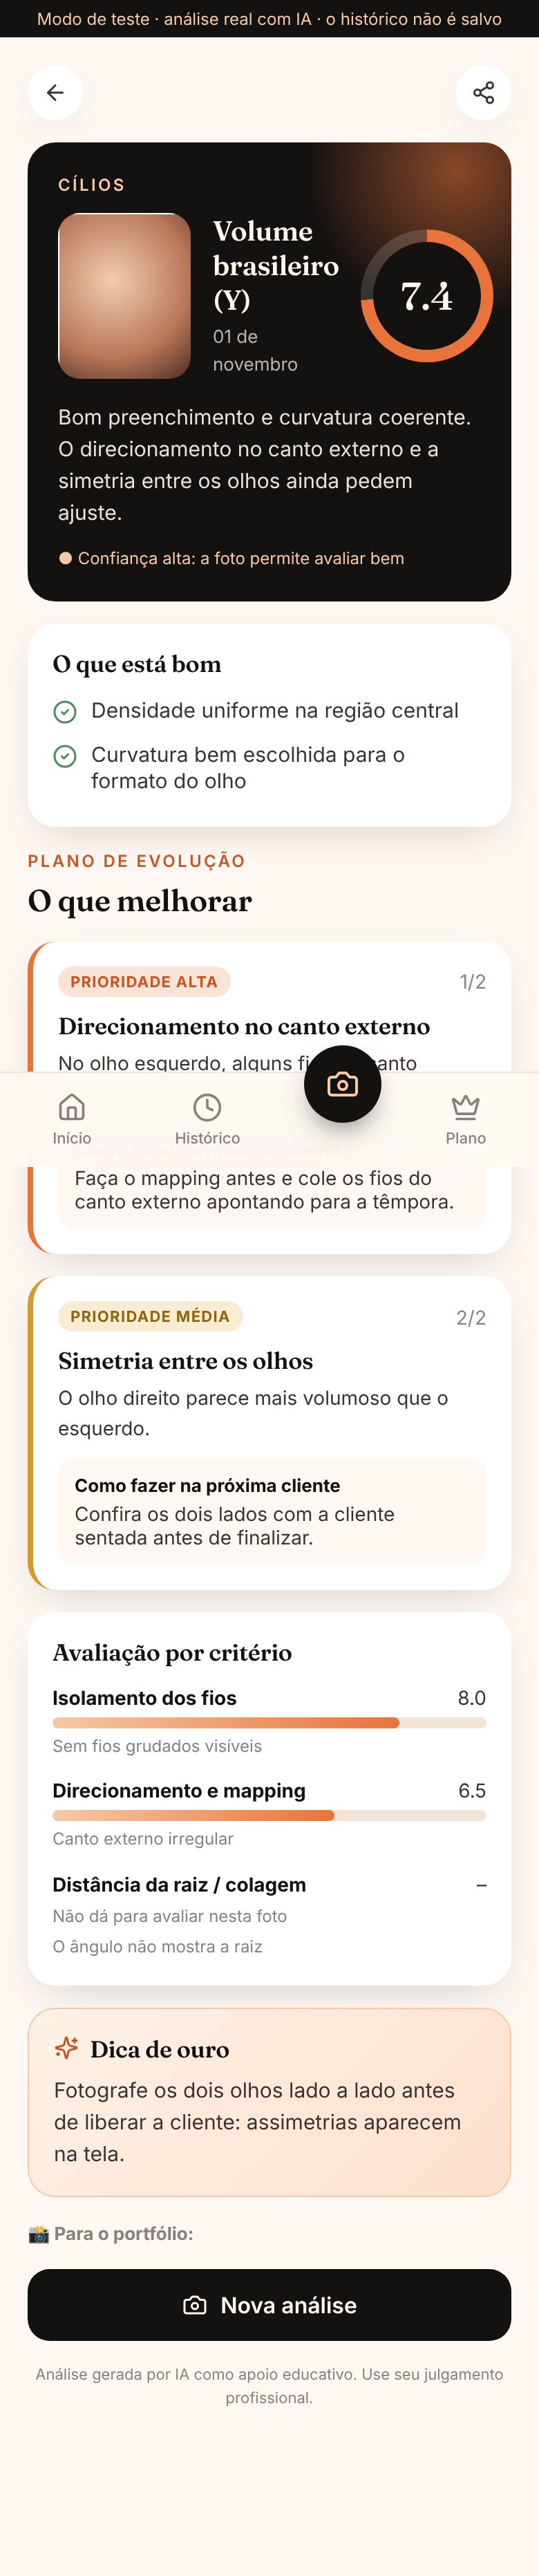 Modo de teste · análise real com IA · o histórico não é salvo
CÍLIOS
Volume
brasileiro
(Y)
01 de
novembro
7.4
Bom preenchimento e curvatura coerente.
O direcionamento no canto externo e a
simetria entre os olhos ainda pedem
ajuste.
Confiança alta: a foto permite avaliar bem
O que está bom
Densidade uniforme na região central
Curvatura bem escolhida para o
formato do olho
PLANO DE EVOLUÇÃO
O que melhorar
PRIORIDADE ALTA
1/2
Direcionamento no canto externo
No olho esquerdo, alguns
Início
Histórico
Plano
Como fazer na próxima cliente
Faça o mapping antes e cole os fios do
canto externo apontando para a têmpora.
PRIORIDADE MÉDIA
2/2
Simetria entre os olhos
O olho direito parece mais volumoso que o
esquerdo.
Como fazer na próxima cliente
Confira os dois lados com a cliente
sentada antes de finalizar.
Avaliação por critério
Isolamento dos fios
8.0
Sem fios grudados visíveis
Direcionamento e mapping
6.5
Canto externo irregular
Distância da raiz / colagem
–
Não dá para avaliar nesta foto
O ângulo não mostra a raiz
Dica de ouro
Fotografe os dois olhos lado a lado antes
de liberar a cliente: assimetrias aparecem
na tela.
📸 Para o portfólio:
Nova análise
Análise gerada por IA como apoio educativo. Use seu julgamento
profissional.